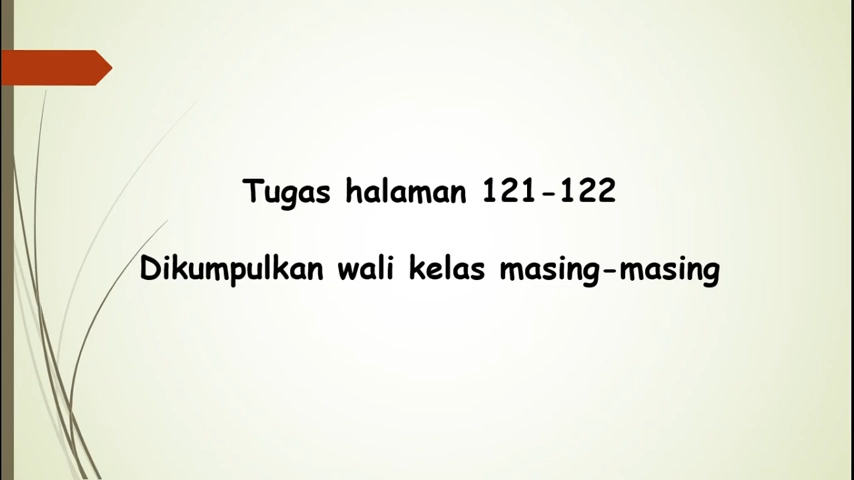 Tugas halaman 121-122
Dikumpulkan wali kelas masing-masing